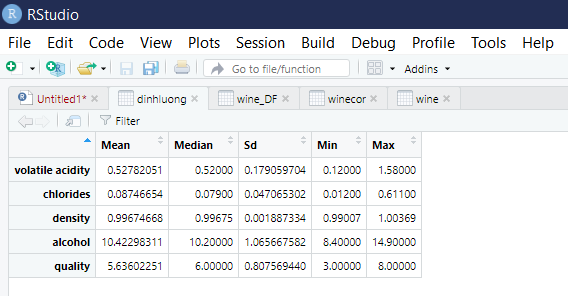 RStudio
File Edit Code View Plots Session Build Debug Profile Tools Help
Go to file/function Addins
Untitled1* dinhluong wine_DF winecor wine
Filter
Mean Median Sd Min Max
volatile acidity 0.52782051 0.52000 0.179059704 0.12000 1.58000
chlorides 0.08746654 0.07900 0.047065302 0.01200 0.61100
density 0.99674668 0.99675 0.001887334 0.99007 1.00369
alcohol 10.42298311 10.20000 1.065667582 8.40000 14.90000
quality 5.63602251 6.00000 0.807569440 3.00000 8.00000